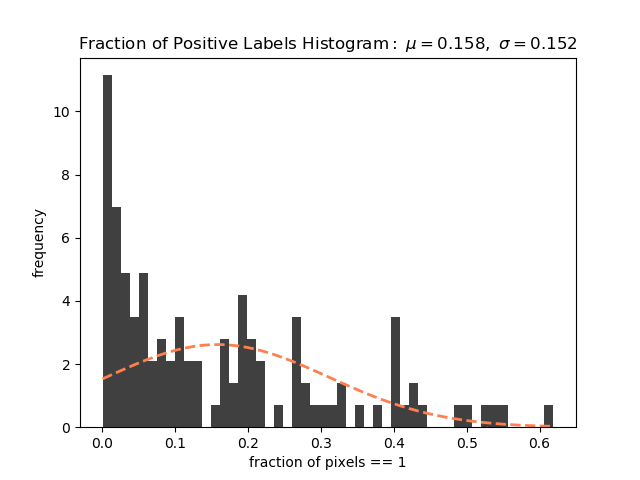 Fraction of Positive Labels Histogram: μ = 0.158, σ = 0.152
10
8
6
4
2
0
frequency
0.0 0.1 0.2 0.3 0.4 0.5 0.6
fraction of pixels == 1